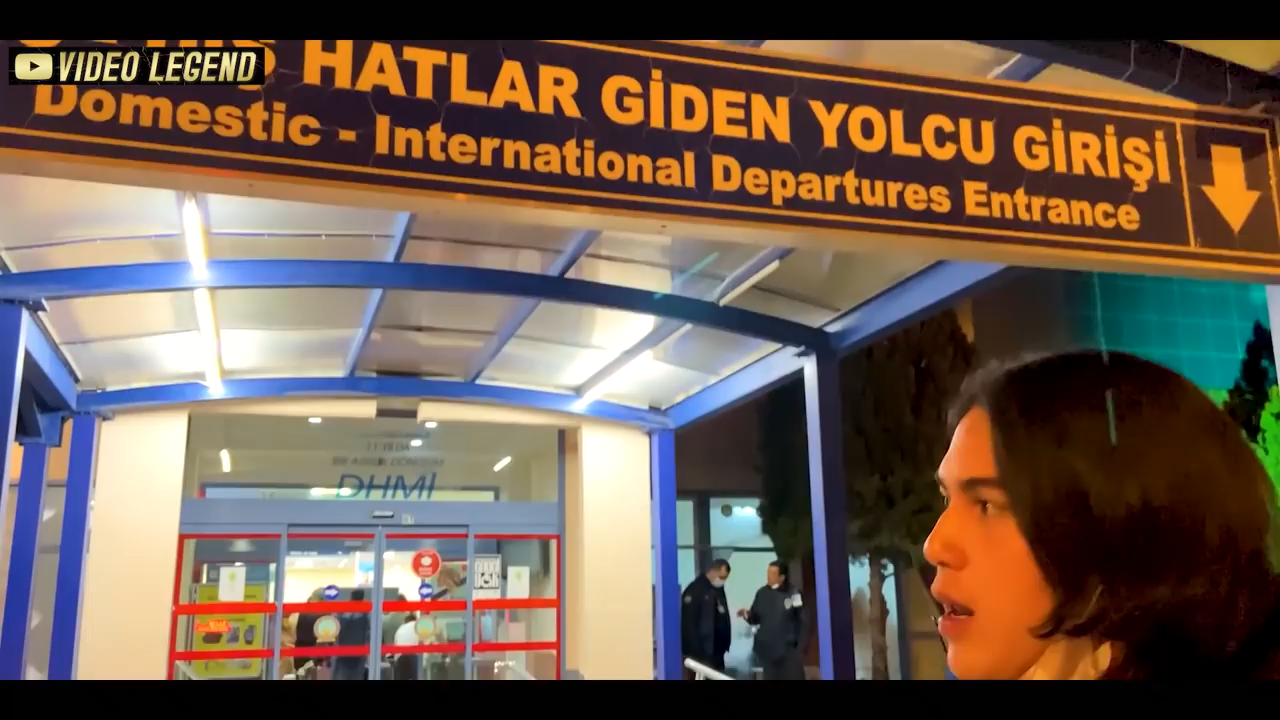 VIDEO LEGEND
HATLAR GİDEN YOLCU GİRİŞİ
Domestic - International Departures Entrance
DHMİ